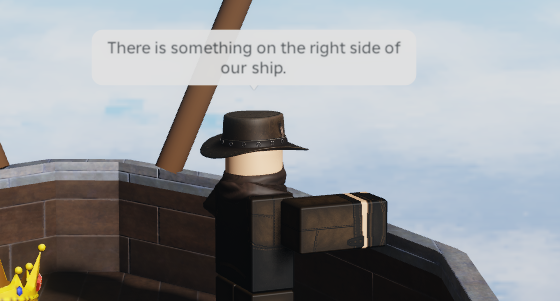 There is something on the right side of
our ship.